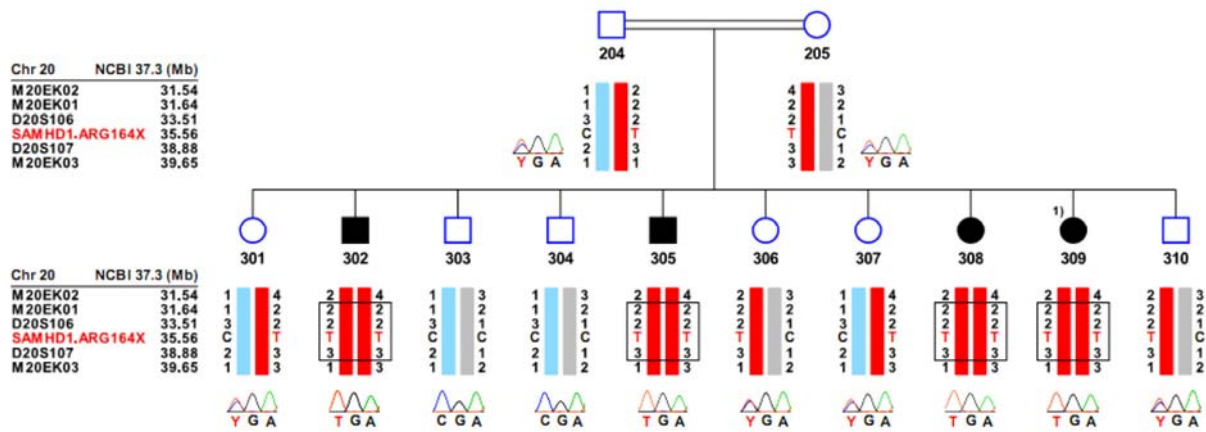 204 205
Chr 20 NCBI 37.3 (Mb)
M20EK02 31.54
M20EK01 31.64
D20S106 33.51
SAMHD1.ARG164X 35.56
D20S107 38.88
M20EK03 39.65
1 2 4 3
1 2 2 2
3 2 2 1
C T T C
2 3 3 1
1 1 3 2
Y G A Y G A
1)
301 302 303 304 305 306 307 308 309 310
Chr 20 NCBI 37.3 (Mb)
M20EK02 31.54 1 4 2 4 1 3 1 3 2 4 2 3 1 4 2 4 2 4 2 3
M20EK01 31.64 1 2 2 2 1 2 1 2 2 2 2 2 1 2 2 2 2 2 2 2
D20S106 33.51 3 2 2 2 3 1 3 1 2 2 2 1 3 2 2 2 2 2 2 1
SAMHD1.ARG164X 35.56 C T T T C C C C T T T C C T T T T T T C
D20S107 38.88 2 3 3 3 2 1 2 1 3 3 3 1 2 3 3 3 3 3 3 1
M20EK03 39.65 1 3 1 3 1 2 1 2 1 3 1 2 1 3 1 3 1 3 1 2
Y G A T G A C G A C G A T G A Y G A Y G A T G A T G A Y G A